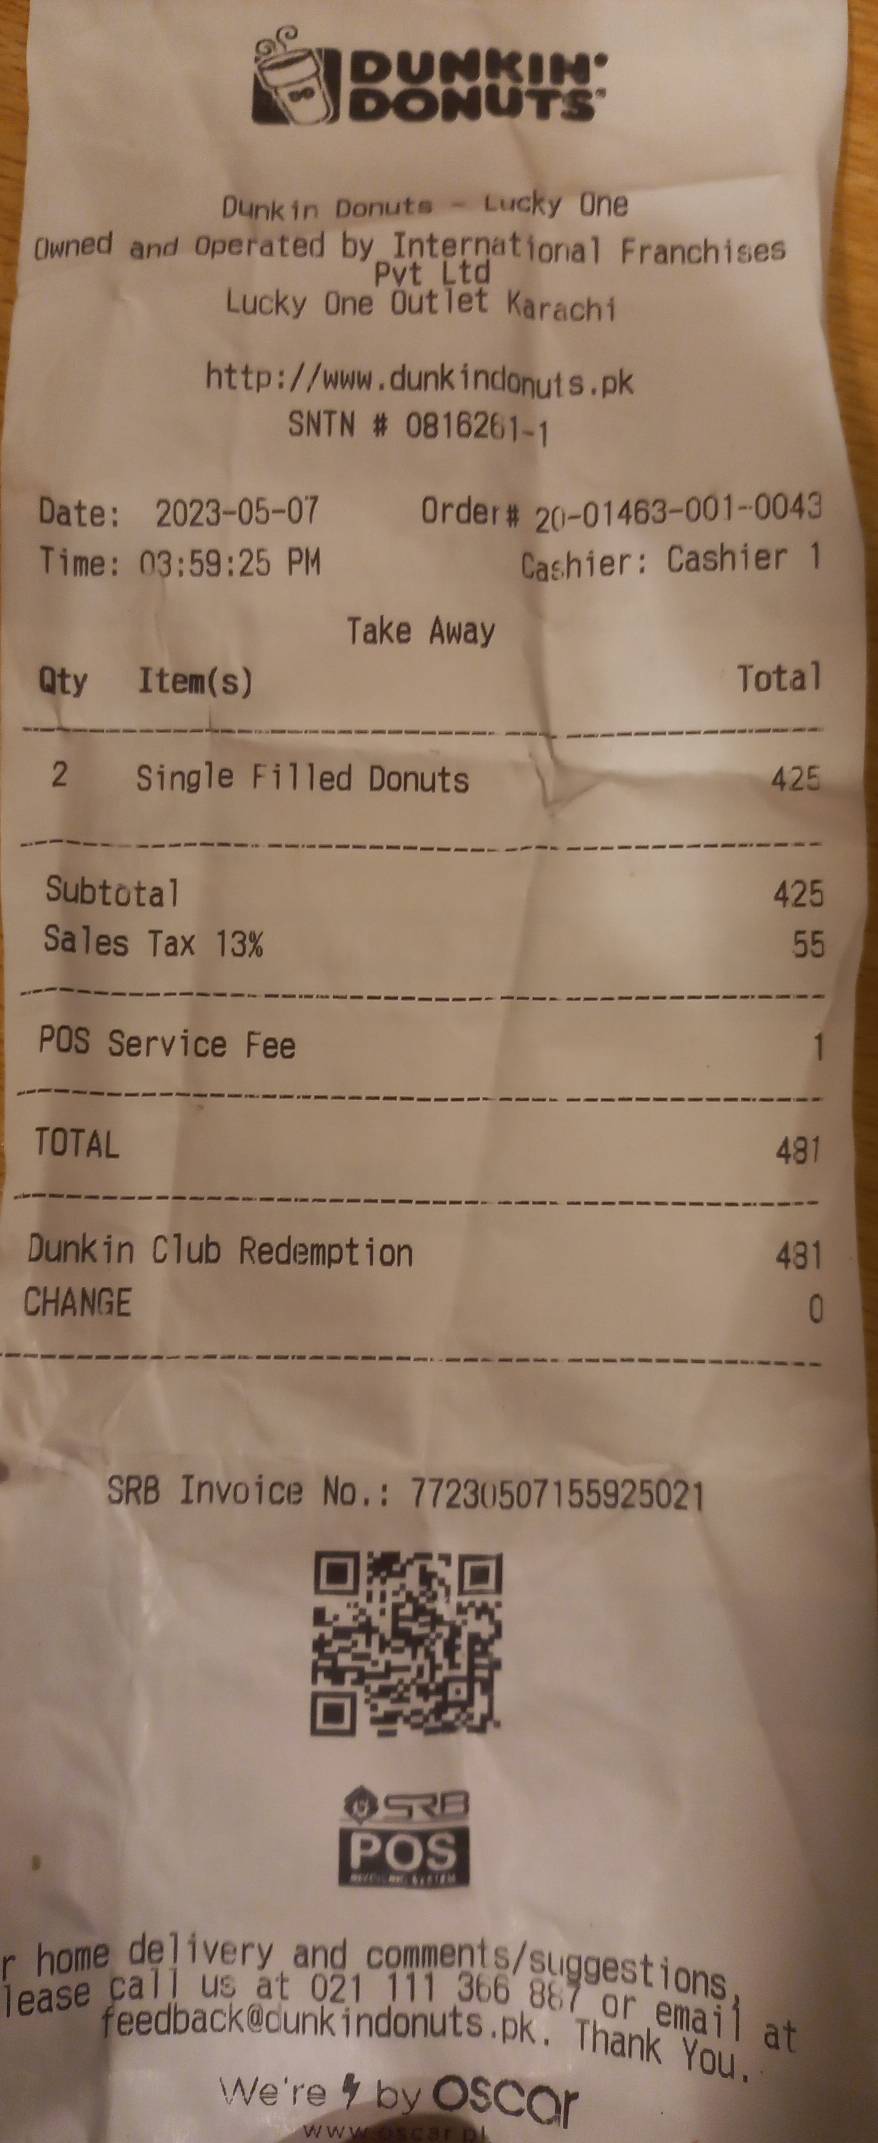 DUNKIN'
DONUTS
Dunkin Donuts - Lucky One
Owned and Operated by International Franchises
Pvt Ltd
Lucky One Outlet Karachi
http://www.dunkindonuts.pk
SNTN # 0816261-1
Date: 2023-05-07 Order# 20-01463-001-0043
Time: 03:59:25 PM Cashier: Cashier 1
Take Away
Qty Item(s) Total
2 Single Filled Donuts 425
Subtotal 425
Sales Tax 13% 55
POS Service Fee 1
TOTAL 481
Dunkin Club Redemption 481
CHANGE 0
SRB Invoice No.: 77230507155925021
SRB
POS
r home delivery and comments/suggestions,
lease call us at 021 111 366 887 or email at
feedback@dunkindonuts.pk. Thank You.
We're by OSCAR